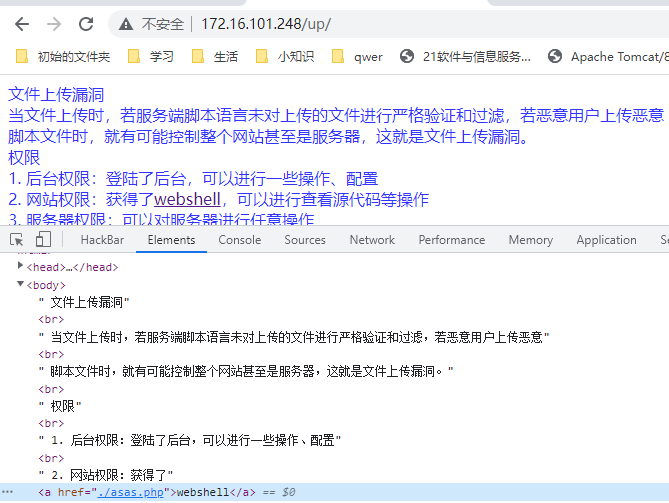 不安全 172.16.101.248/up/
初始的文件夹 学习 生活 小知识 qwer 21软件与信息服务... Apache Tomcat/8
文件上传漏洞
当文件上传时，若服务端脚本语言未对上传的文件进行严格验证和过滤，若恶意用户上传恶意
脚本文件时，就有可能控制整个网站甚至是服务器，这就是文件上传漏洞。
权限
1. 后台权限：登陆了后台，可以进行一些操作、配置
2. 网站权限：获得了webshell，可以进行查看源代码等操作
3. 服务器权限：可以对服务器进行任意操作
HackBar Elements Console Sources Network Performance Memory Application Se
<head>…</head>
<body>
" 文件上传漏洞"
<br>
" 当文件上传时，若服务端脚本语言未对上传的文件进行严格验证和过滤，若恶意用户上传恶意"
<br>
" 脚本文件时，就有可能控制整个网站甚至是服务器，这就是文件上传漏洞。"
<br>
" 权限"
<br>
" 1. 后台权限：登陆了后台，可以进行一些操作、配置"
<br>
" 2. 网站权限：获得了"
<a href="./asas.php">webshell</a> == $0